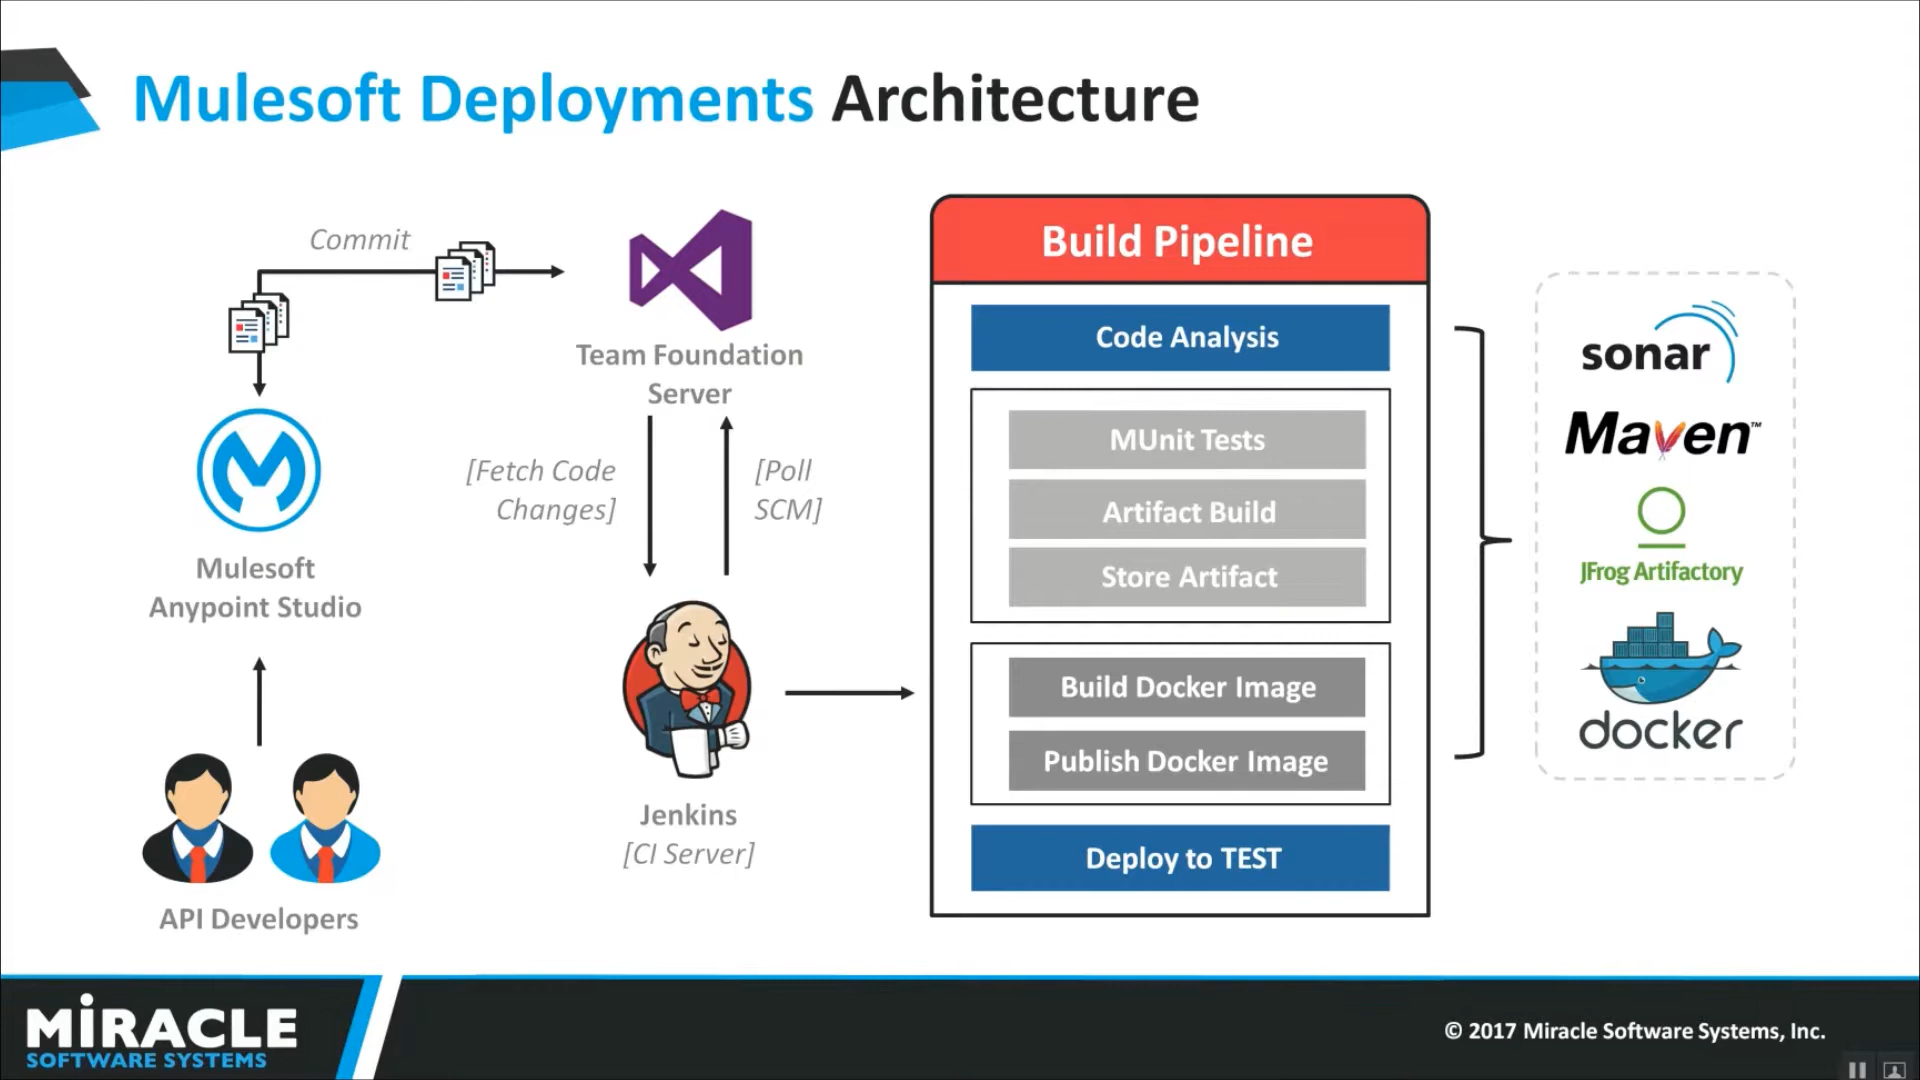 Mulesoft Deployments Architecture
Commit
Team Foundation
Server
[Fetch Code
Changes]
[Poll
SCM]
Mulesoft
Anypoint Studio
API Developers
Jenkins
[CI Server]
Build Pipeline
Code Analysis
MUnit Tests
Artifact Build
Store Artifact
Build Docker Image
Publish Docker Image
Deploy to TEST
sonar
Maven™
JFrog Artifactory
docker
MiRACLE
SOFTWARE SYSTEMS
© 2017 Miracle Software Systems, Inc.